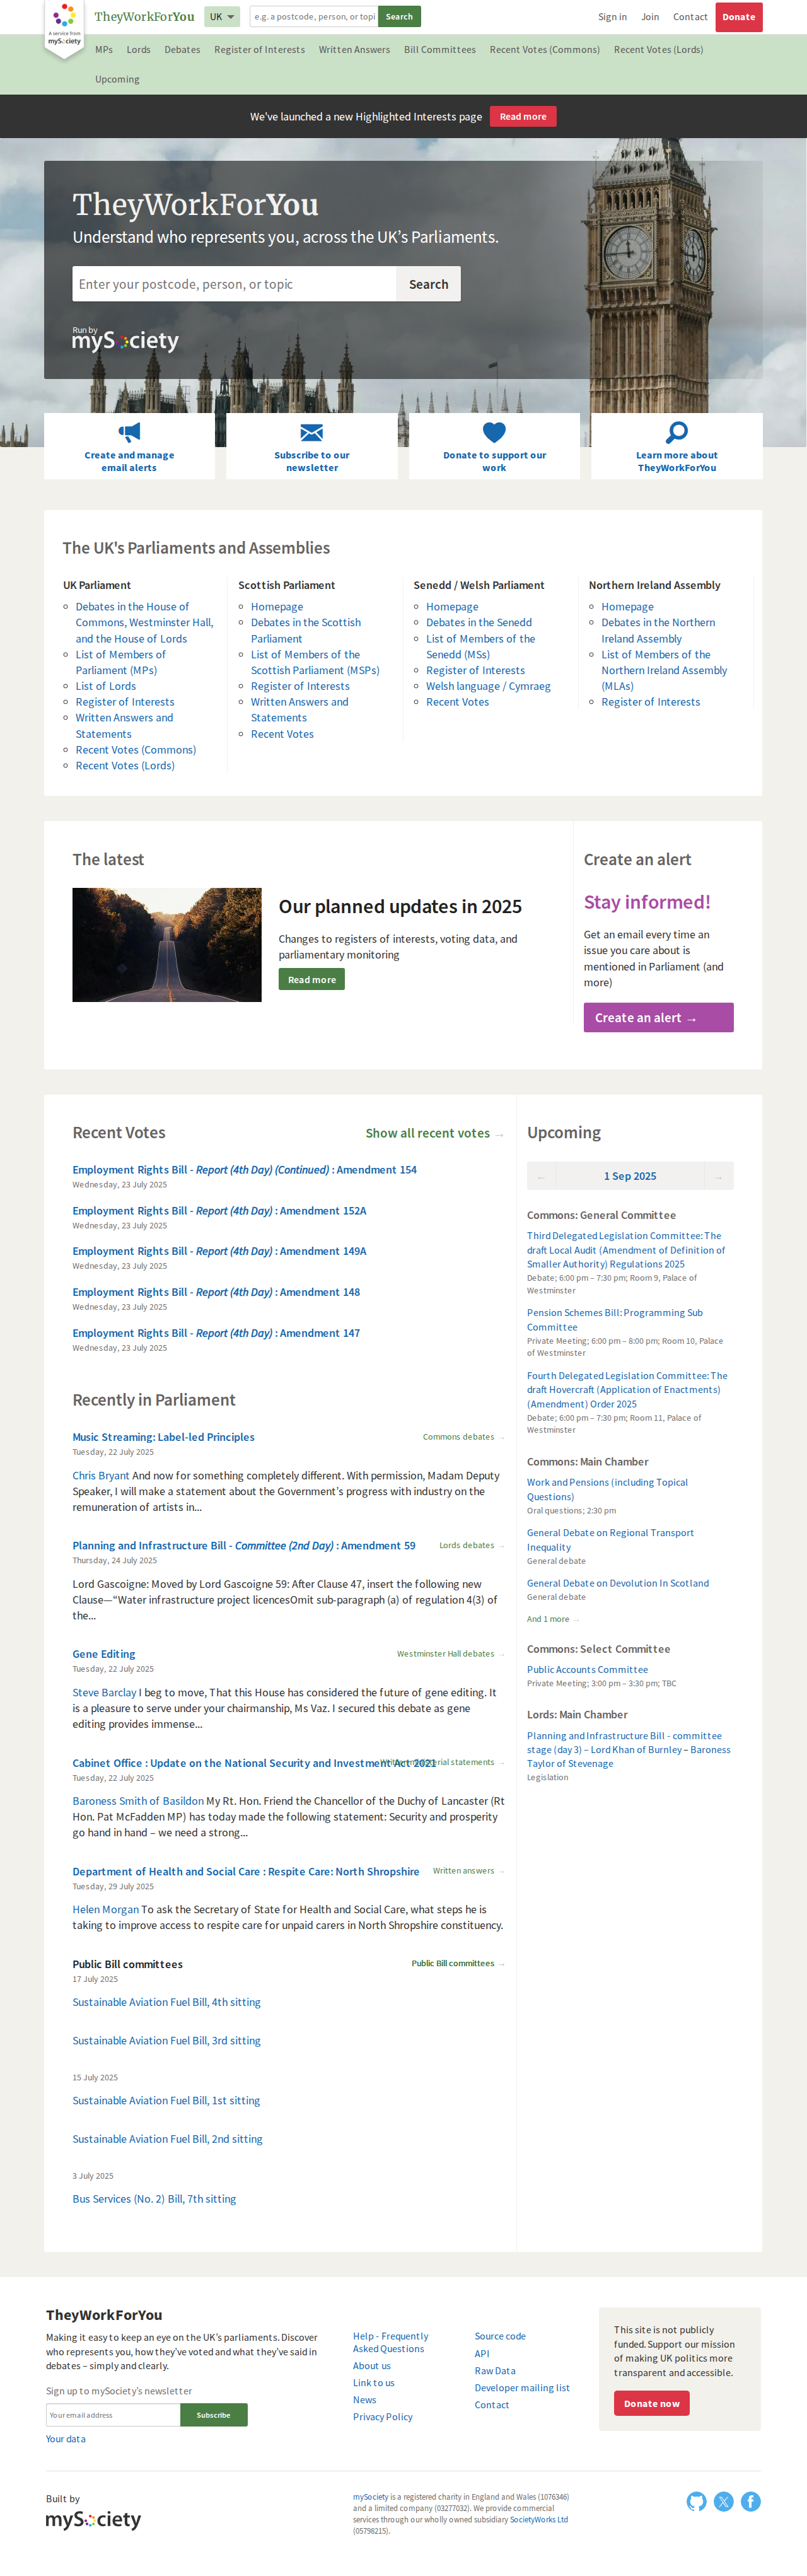 A service from
mySociety
TheyWorkForYou
UK
e.g. a postcode, person, or topi
Search
Sign in
Join
Contact
Donate
MPs
Lords
Debates
Register of Interests
Written Answers
Bill Committees
Recent Votes (Commons)
Recent Votes (Lords)
Upcoming
We've launched a new Highlighted Interests page
Read more
TheyWorkForYou
Understand who represents you, across the UK's Parliaments.
Enter your postcode, person, or topic
Search
Run by
mySociety
Create and manage
email alerts
Subscribe to our
newsletter
Donate to support our
work
Learn more about
TheyWorkForYou
The UK's Parliaments and Assemblies
UK Parliament
Debates in the House of
Commons, Westminster Hall,
and the House of Lords
List of Members of
Parliament (MPs)
List of Lords
Register of Interests
Written Answers and
Statements
Recent Votes (Commons)
Recent Votes (Lords)
Scottish Parliament
Homepage
Debates in the Scottish
Parliament
List of Members of the
Scottish Parliament (MSPs)
Register of Interests
Written Answers and
Statements
Recent Votes
Senedd / Welsh Parliament
Homepage
Debates in the Senedd
List of Members of the
Senedd (MSs)
Register of Interests
Welsh language / Cymraeg
Recent Votes
Northern Ireland Assembly
Homepage
Debates in the Northern
Ireland Assembly
List of Members of the
Northern Ireland Assembly
(MLAs)
Register of Interests
The latest
Our planned updates in 2025
Changes to registers of interests, voting data, and
parliamentary monitoring
Read more
Create an alert
Stay informed!
Get an email every time an
issue you care about is
mentioned in Parliament (and
more)
Create an alert →
Recent Votes
Show all recent votes →
Employment Rights Bill - Report (4th Day) (Continued) : Amendment 154
Wednesday, 23 July 2025
Employment Rights Bill - Report (4th Day) : Amendment 152A
Wednesday, 23 July 2025
Employment Rights Bill - Report (4th Day) : Amendment 149A
Wednesday, 23 July 2025
Employment Rights Bill - Report (4th Day) : Amendment 148
Wednesday, 23 July 2025
Employment Rights Bill - Report (4th Day) : Amendment 147
Wednesday, 23 July 2025
Recently in Parliament
Music Streaming: Label-led Principles
Commons debates →
Tuesday, 22 July 2025
Chris Bryant And now for something completely different. With permission, Madam Deputy
Speaker, I will make a statement about the Government's progress with industry on the
remuneration of artists in...
Planning and Infrastructure Bill - Committee (2nd Day) : Amendment 59
Lords debates →
Thursday, 24 July 2025
Lord Gascoigne: Moved by Lord Gascoigne 59: After Clause 47, insert the following new
Clause—“Water infrastructure project licencesOmit sub-paragraph (a) of regulation 4(3) of
the...
Gene Editing
Westminster Hall debates →
Tuesday, 22 July 2025
Steve Barclay I beg to move, That this House has considered the future of gene editing. It
is a pleasure to serve under your chairmanship, Ms Vaz. I secured this debate as gene
editing provides immense...
Cabinet Office : Update on the National Security and Investment Act 2021
Written ministerial statements →
Tuesday, 22 July 2025
Baroness Smith of Basildon My Rt. Hon. Friend the Chancellor of the Duchy of Lancaster (Rt
Hon. Pat McFadden MP) has today made the following statement: Security and prosperity
go hand in hand – we need a strong...
Department of Health and Social Care : Respite Care: North Shropshire
Written answers →
Tuesday, 29 July 2025
Helen Morgan To ask the Secretary of State for Health and Social Care, what steps he is
taking to improve access to respite care for unpaid carers in North Shropshire constituency.
Public Bill committees
Public Bill committees →
17 July 2025
Sustainable Aviation Fuel Bill, 4th sitting
Sustainable Aviation Fuel Bill, 3rd sitting
15 July 2025
Sustainable Aviation Fuel Bill, 1st sitting
Sustainable Aviation Fuel Bill, 2nd sitting
3 July 2025
Bus Services (No. 2) Bill, 7th sitting
Upcoming
← 1 Sep 2025 →
Commons: General Committee
Third Delegated Legislation Committee: The
draft Local Audit (Amendment of Definition of
Smaller Authority) Regulations 2025
Debate; 6:00 pm – 7:30 pm; Room 9, Palace of
Westminster
Pension Schemes Bill: Programming Sub
Committee
Private Meeting; 6:00 pm – 8:00 pm; Room 10, Palace
of Westminster
Fourth Delegated Legislation Committee: The
draft Hovercraft (Application of Enactments)
(Amendment) Order 2025
Debate; 6:00 pm – 7:30 pm; Room 11, Palace of
Westminster
Commons: Main Chamber
Work and Pensions (including Topical
Questions)
Oral questions; 2:30 pm
General Debate on Regional Transport
Inequality
General debate
General Debate on Devolution In Scotland
General debate
And 1 more →
Commons: Select Committee
Public Accounts Committee
Private Meeting; 3:00 pm – 3:30 pm; TBC
Lords: Main Chamber
Planning and Infrastructure Bill - committee
stage (day 3) – Lord Khan of Burnley – Baroness
Taylor of Stevenage
Legislation
TheyWorkForYou
Making it easy to keep an eye on the UK's parliaments. Discover
who represents you, how they've voted and what they've said in
debates – simply and clearly.
Sign up to mySociety's newsletter
Your email address
Subscribe
Your data
Help - Frequently
Asked Questions
About us
Link to us
News
Privacy Policy
Source code
API
Raw Data
Developer mailing list
Contact
This site is not publicly
funded. Support our mission
of making UK politics more
transparent and accessible.
Donate now
Built by
mySociety
mySociety is a registered charity in England and Wales (1076346)
and a limited company (03277032). We provide commercial
services through our wholly owned subsidiary SocietyWorks Ltd
(05798215).